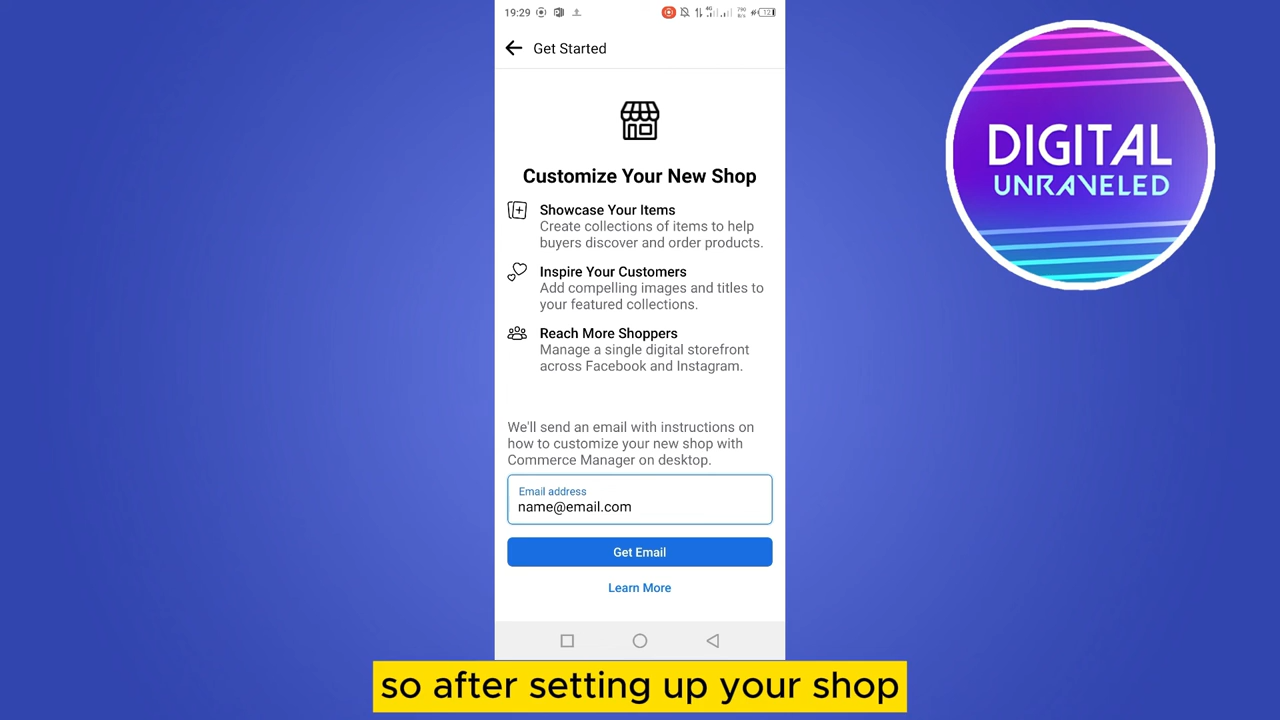 19:29
4G
790
B/s
12
Get Started
DIGITAL
UNRAVELED
Customize Your New Shop
Showcase Your Items
Create collections of items to help
buyers discover and order products.
Inspire Your Customers
Add compelling images and titles to
your featured collections.
Reach More Shoppers
Manage a single digital storefront
across Facebook and Instagram.
We'll send an email with instructions on
how to customize your new shop with
Commerce Manager on desktop.
Email address
name@email.com
Get Email
Learn More
so after setting up your shop